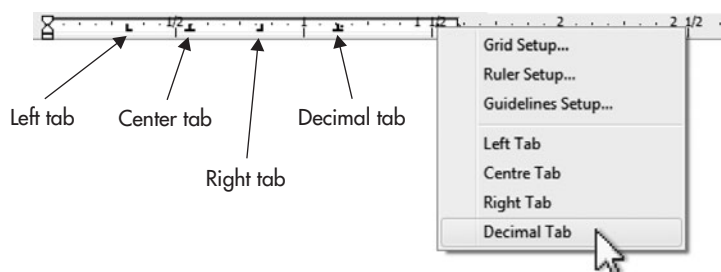 1/2 1 1 1/2 2 2 1/2
Grid Setup...
Ruler Setup...
Guidelines Setup...
Left Tab
Centre Tab
Right Tab
Decimal Tab
Left tab
Center tab
Decimal tab
Right tab